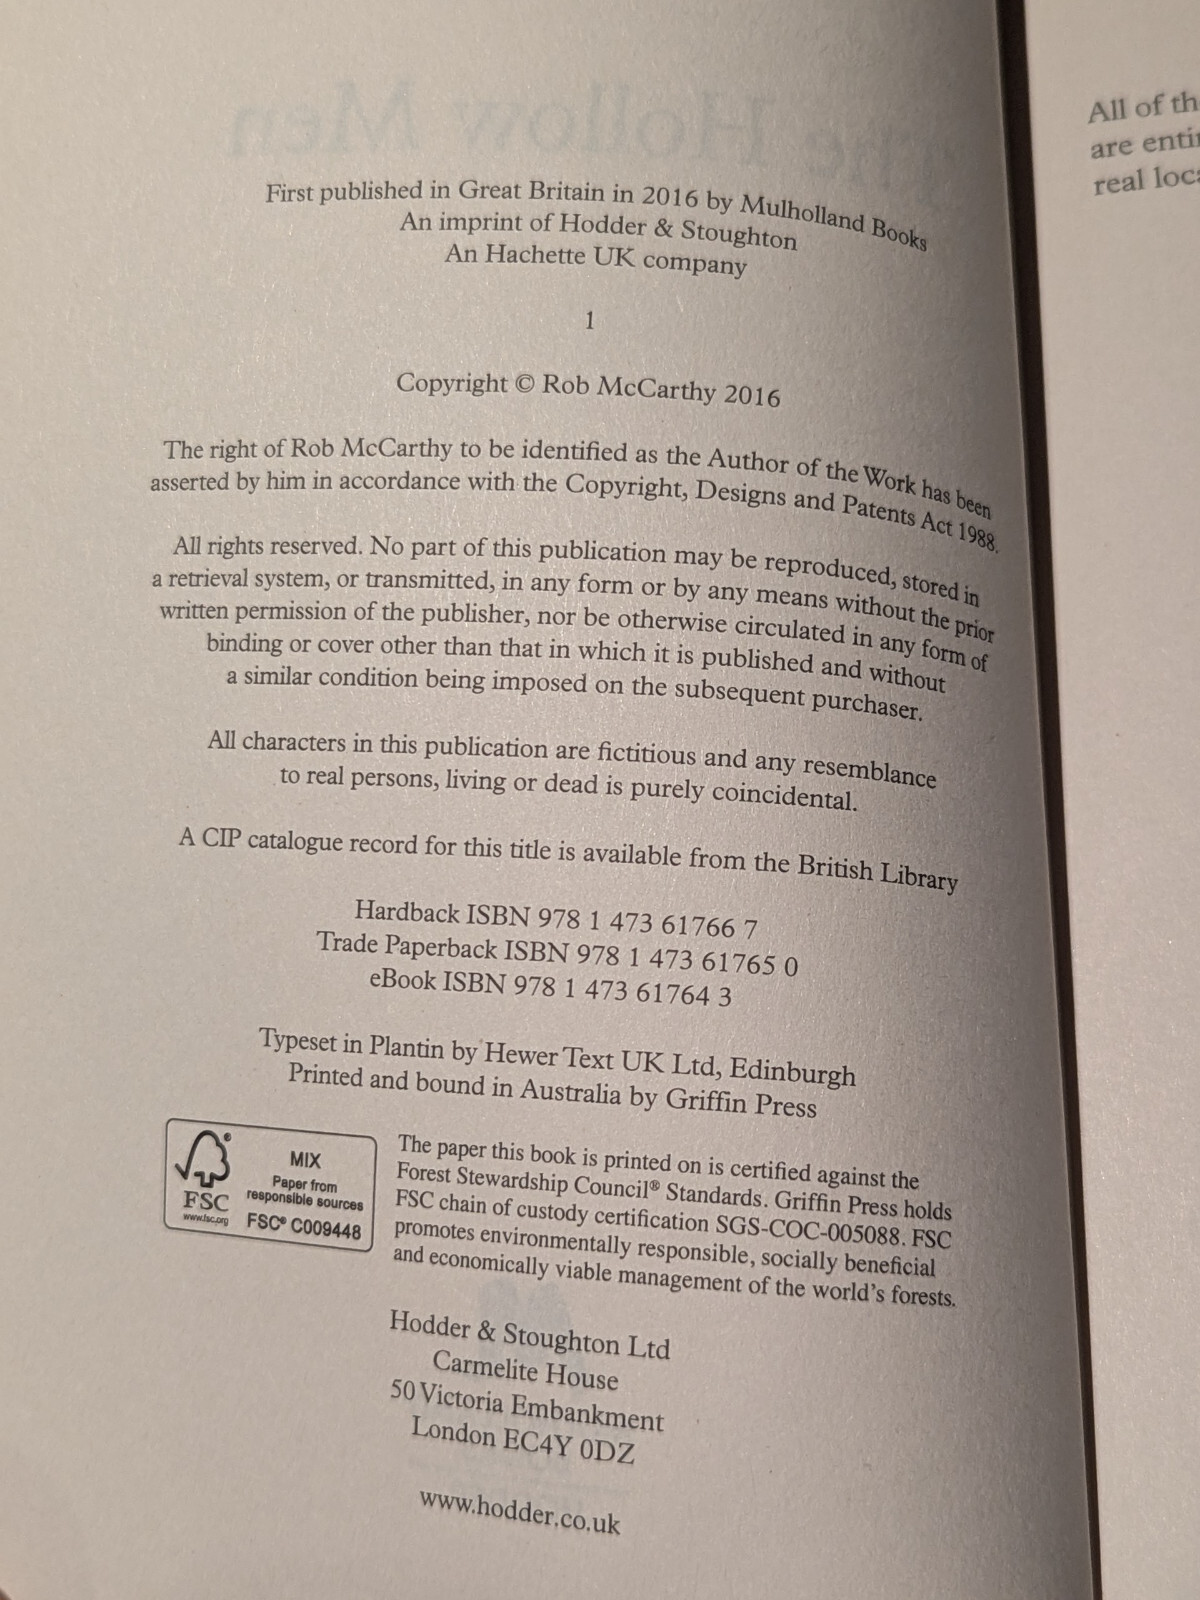 The Hollow Men
First published in Great Britain in 2016 by Mulholland Books
An imprint of Hodder & Stoughton
An Hachette UK company
1
Copyright © Rob McCarthy 2016
The right of Rob McCarthy to be identified as the Author of the Work has been
asserted by him in accordance with the Copyright, Designs and Patents Act 1988.
All rights reserved. No part of this publication may be reproduced, stored in
a retrieval system, or transmitted, in any form or by any means without the prior
written permission of the publisher, nor be otherwise circulated in any form of
binding or cover other than that in which it is published and without
a similar condition being imposed on the subsequent purchaser.
All characters in this publication are fictitious and any resemblance
to real persons, living or dead is purely coincidental.
A CIP catalogue record for this title is available from the British Library
Hardback ISBN 978 1 473 61766 7
Trade Paperback ISBN 978 1 473 61765 0
eBook ISBN 978 1 473 61764 3
Typeset in Plantin by Hewer Text UK Ltd, Edinburgh
Printed and bound in Australia by Griffin Press
FSC
www.fsc.org
MIX
Paper from
responsible sources
FSC® C009448
The paper this book is printed on is certified against the
Forest Stewardship Council® Standards. Griffin Press holds
FSC chain of custody certification SGS-COC-005088. FSC
promotes environmentally responsible, socially beneficial
and economically viable management of the world's forests.
Hodder & Stoughton Ltd
Carmelite House
50 Victoria Embankment
London EC4Y 0DZ
www.hodder.co.uk
All of th
are enti
real loc